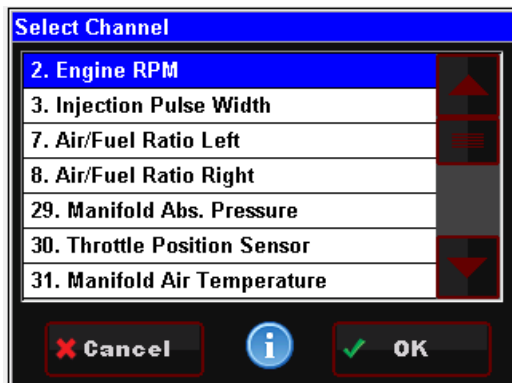 Select Channel
2. Engine RPM
3. Injection Pulse Width
7. Air/Fuel Ratio Left
8. Air/Fuel Ratio Right
29. Manifold Abs. Pressure
30. Throttle Position Sensor
31. Manifold Air Temperature
Cancel
i
OK